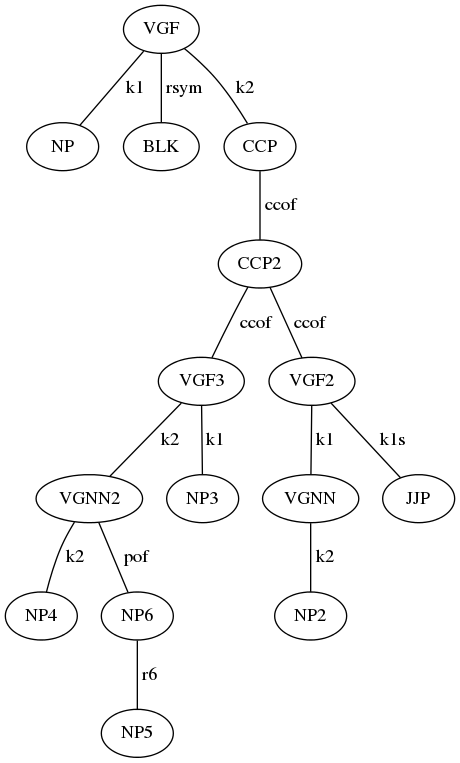 VGF
k1 rsym k2
NP BLK CCP
ccof
CCP2
ccof ccof
VGF3 VGF2
k2 k1 k1 k1s
VGNN2 NP3 VGNN JJP
k2 pof k2
NP4 NP6 NP2
r6
NP5